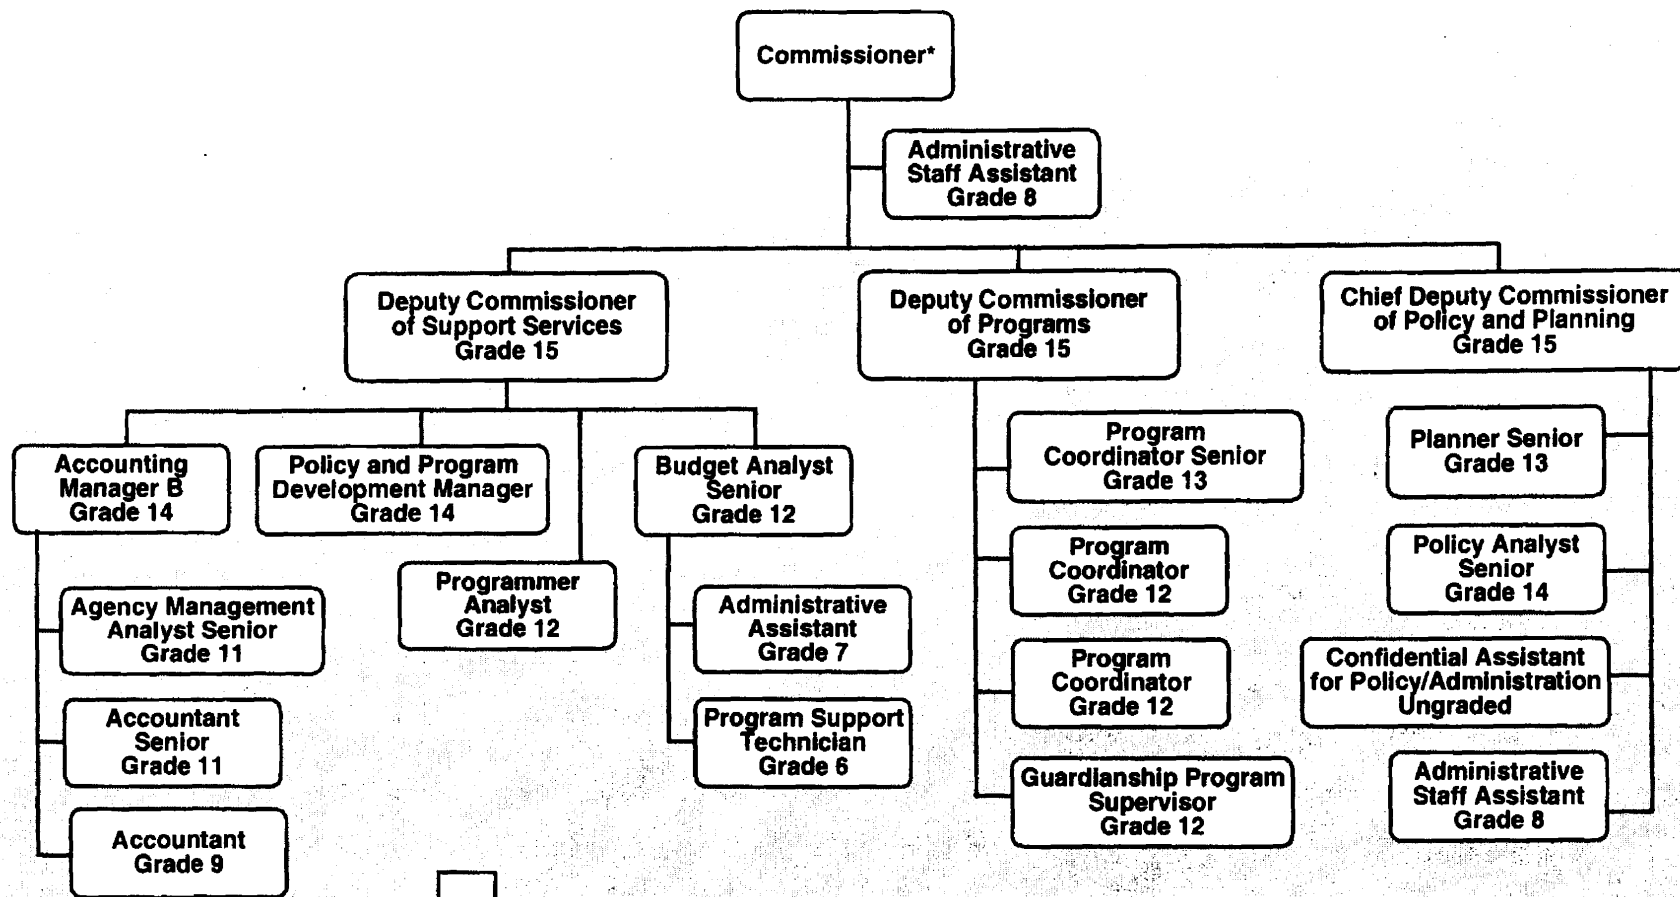 Commissioner*
Administrative
Staff Assistant
Grade 8
Deputy Commissioner
of Support Services
Grade 15
Deputy Commissioner
of Programs
Grade 15
Chief Deputy Commissioner
of Policy and Planning
Grade 15
Accounting
Manager B
Grade 14
Policy and Program
Development Manager
Grade 14
Budget Analyst
Senior
Grade 12
Programmer
Analyst
Grade 12
Agency Management
Analyst Senior
Grade 11
Accountant
Senior
Grade 11
Accountant
Grade 9
Administrative
Assistant
Grade 7
Program Support
Technician
Grade 6
Program
Coordinator Senior
Grade 13
Program
Coordinator
Grade 12
Program
Coordinator
Grade 12
Guardianship Program
Supervisor
Grade 12
Planner Senior
Grade 13
Policy Analyst
Senior
Grade 14
Confidential Assistant
for Policy/Administration
Ungraded
Administrative
Staff Assistant
Grade 8